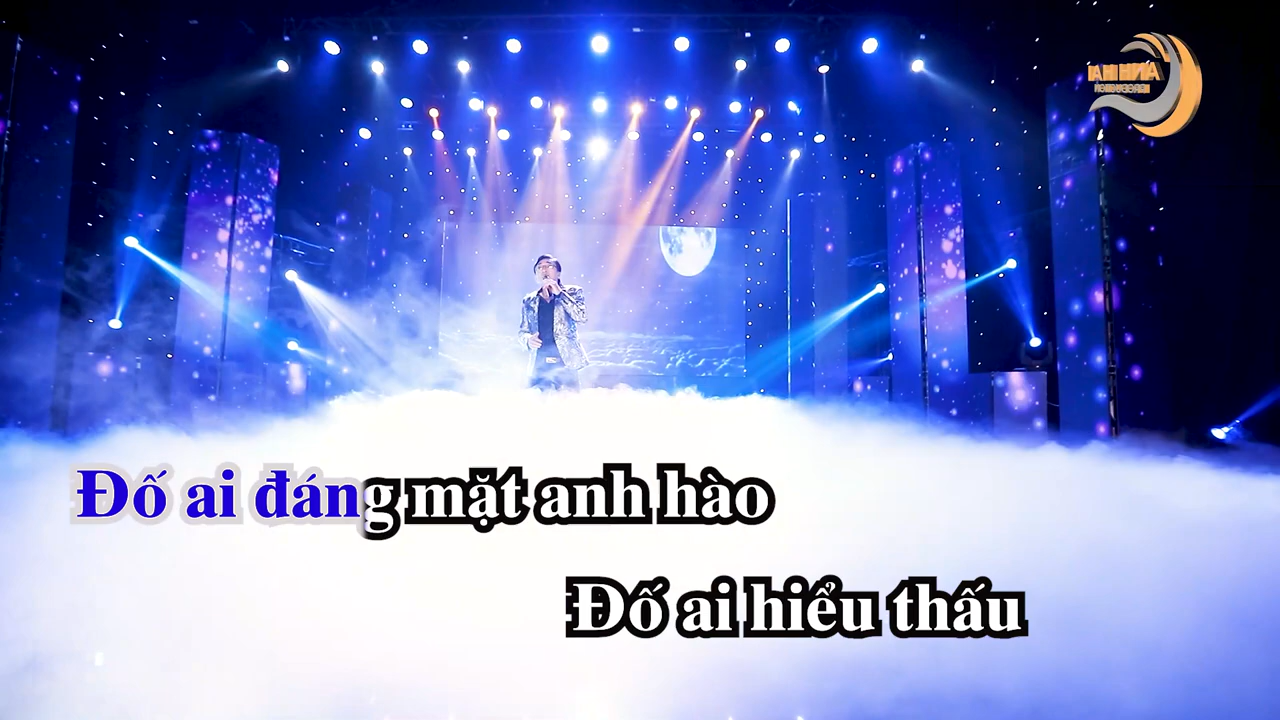 Đố ai đáng mặt anh hào
Đố ai hiểu thấu